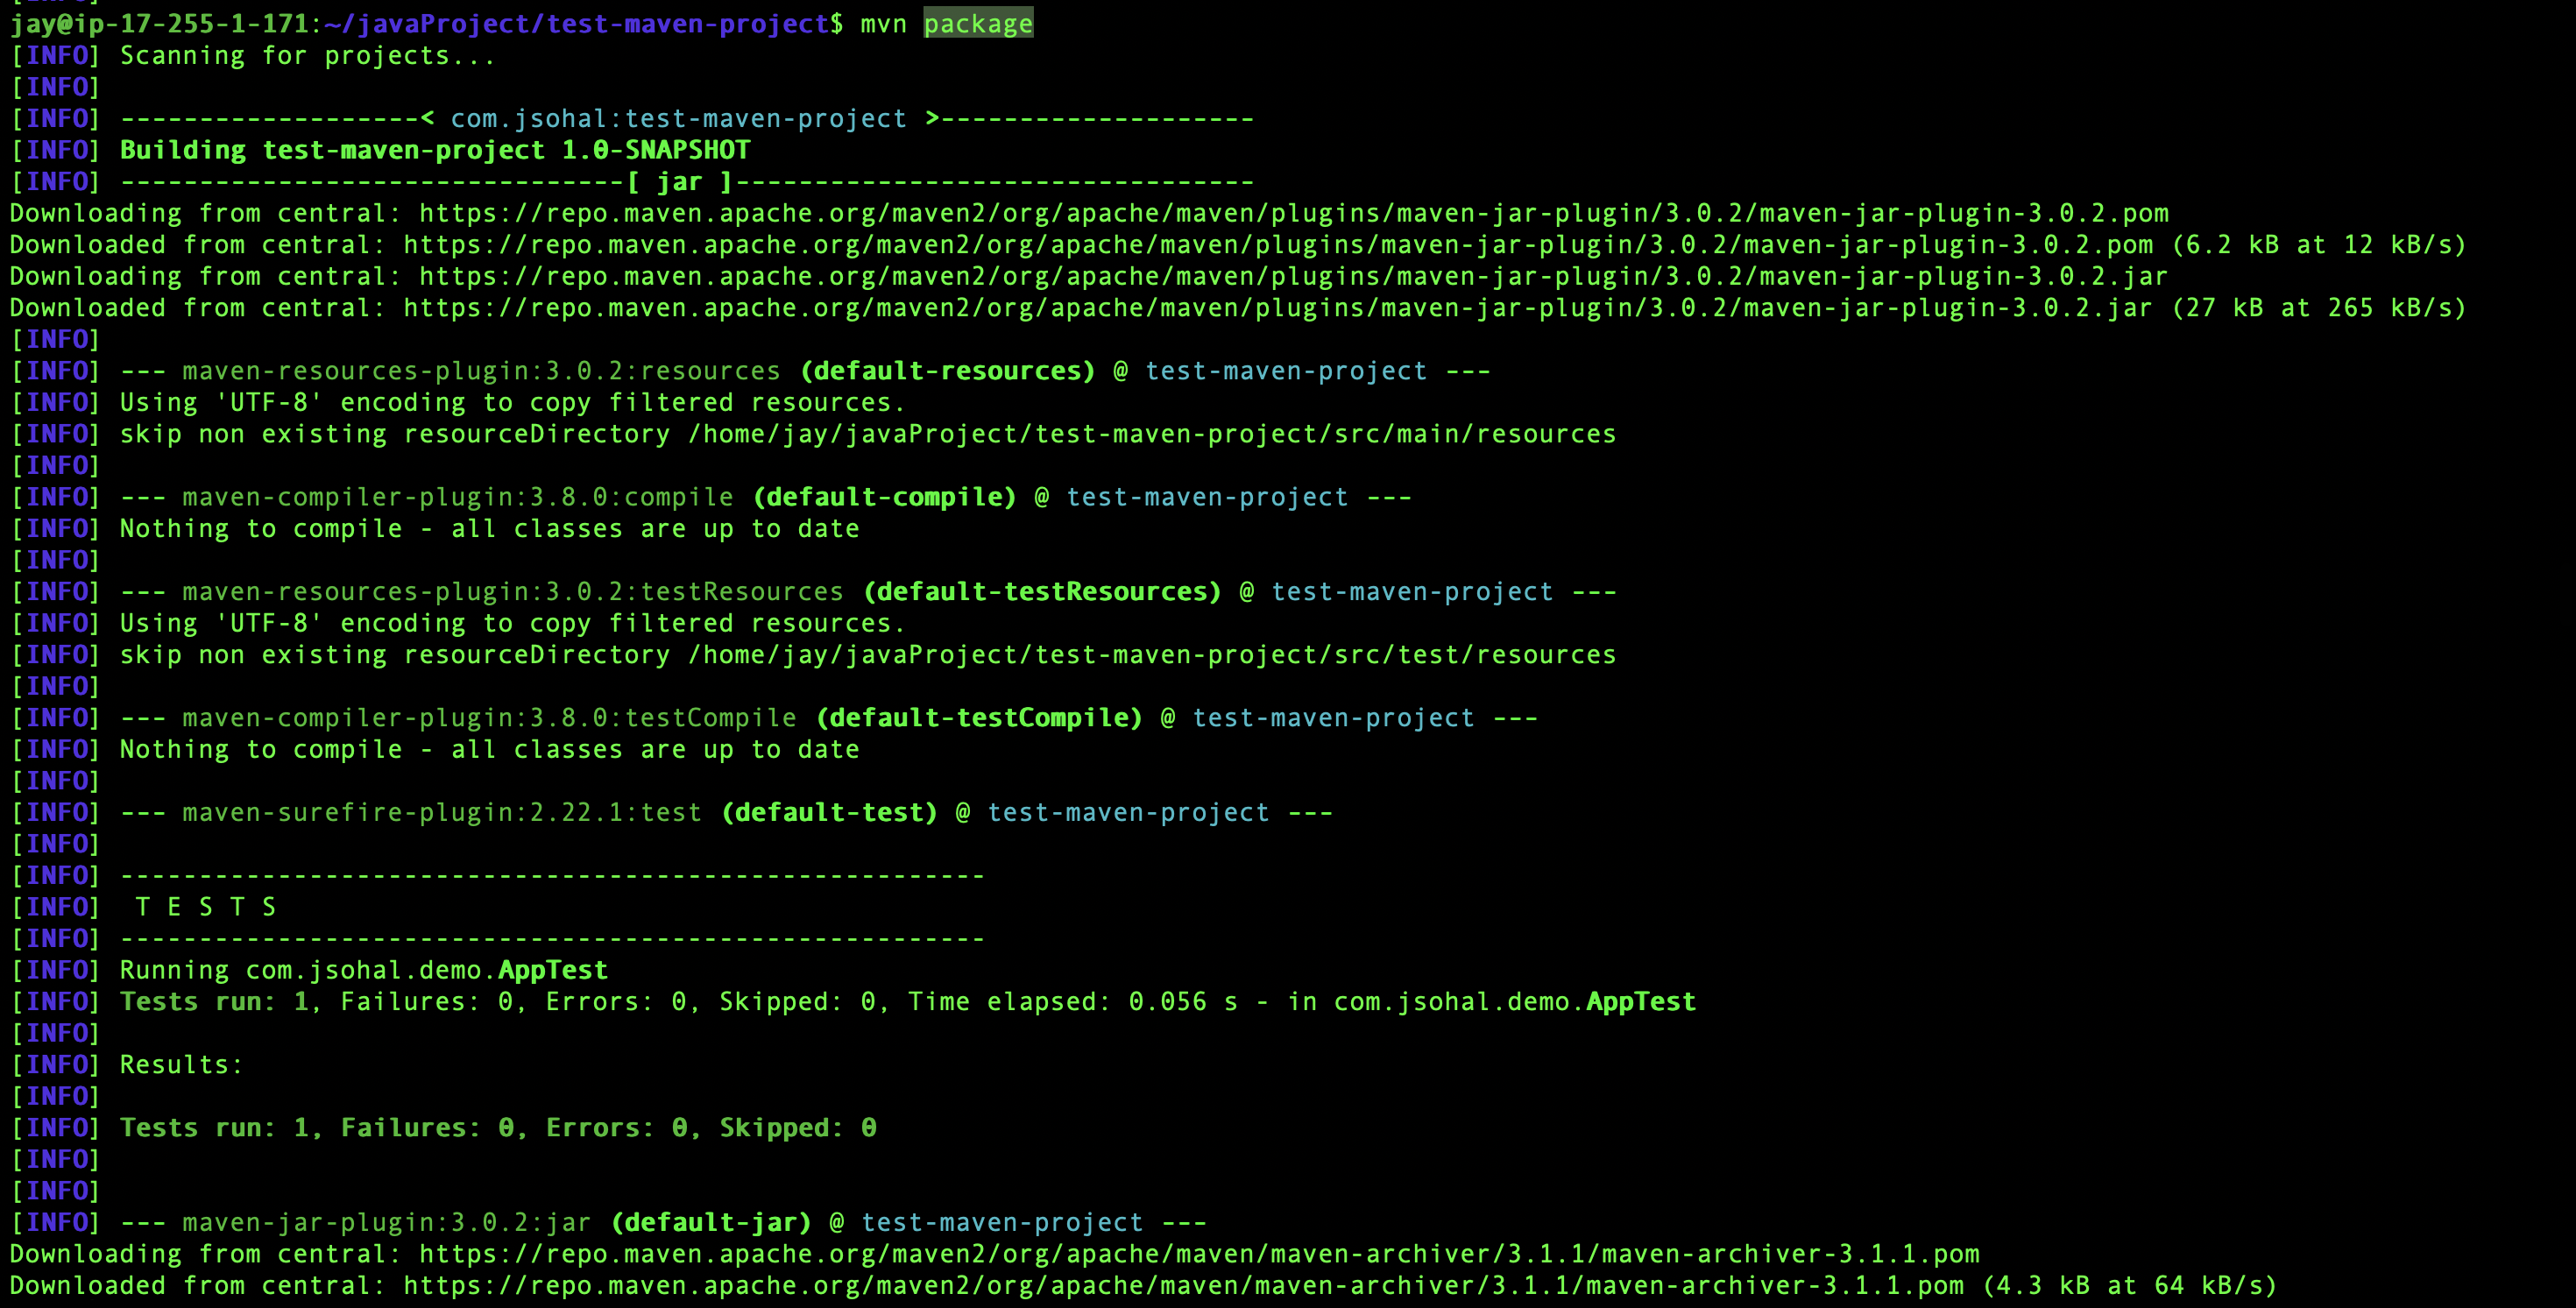 jay@ip-17-255-1-171:~/javaProject/test-maven-project$ mvn package
[INFO] Scanning for projects...
[INFO]
[INFO] -------------------< com.jsohal:test-maven-project >--------------------
[INFO] Building test-maven-project 1.0-SNAPSHOT
[INFO] --------------------------------[ jar ]---------------------------------
Downloading from central: https://repo.maven.apache.org/maven2/org/apache/maven/plugins/maven-jar-plugin/3.0.2/maven-jar-plugin-3.0.2.pom
Downloaded from central: https://repo.maven.apache.org/maven2/org/apache/maven/plugins/maven-jar-plugin/3.0.2/maven-jar-plugin-3.0.2.pom (6.2 kB at 12 kB/s)
Downloading from central: https://repo.maven.apache.org/maven2/org/apache/maven/plugins/maven-jar-plugin/3.0.2/maven-jar-plugin-3.0.2.jar
Downloaded from central: https://repo.maven.apache.org/maven2/org/apache/maven/plugins/maven-jar-plugin/3.0.2/maven-jar-plugin-3.0.2.jar (27 kB at 265 kB/s)
[INFO]
[INFO] --- maven-resources-plugin:3.0.2:resources (default-resources) @ test-maven-project ---
[INFO] Using 'UTF-8' encoding to copy filtered resources.
[INFO] skip non existing resourceDirectory /home/jay/javaProject/test-maven-project/src/main/resources
[INFO]
[INFO] --- maven-compiler-plugin:3.8.0:compile (default-compile) @ test-maven-project ---
[INFO] Nothing to compile - all classes are up to date
[INFO]
[INFO] --- maven-resources-plugin:3.0.2:testResources (default-testResources) @ test-maven-project ---
[INFO] Using 'UTF-8' encoding to copy filtered resources.
[INFO] skip non existing resourceDirectory /home/jay/javaProject/test-maven-project/src/test/resources
[INFO]
[INFO] --- maven-compiler-plugin:3.8.0:testCompile (default-testCompile) @ test-maven-project ---
[INFO] Nothing to compile - all classes are up to date
[INFO]
[INFO] --- maven-surefire-plugin:2.22.1:test (default-test) @ test-maven-project ---
[INFO]
[INFO] -------------------------------------------------------
[INFO]  T E S T S
[INFO] -------------------------------------------------------
[INFO] Running com.jsohal.demo.AppTest
[INFO] Tests run: 1, Failures: 0, Errors: 0, Skipped: 0, Time elapsed: 0.056 s - in com.jsohal.demo.AppTest
[INFO]
[INFO] Results:
[INFO]
[INFO] Tests run: 1, Failures: 0, Errors: 0, Skipped: 0
[INFO]
[INFO]
[INFO] --- maven-jar-plugin:3.0.2:jar (default-jar) @ test-maven-project ---
Downloading from central: https://repo.maven.apache.org/maven2/org/apache/maven/maven-archiver/3.1.1/maven-archiver-3.1.1.pom
Downloaded from central: https://repo.maven.apache.org/maven2/org/apache/maven/maven-archiver/3.1.1/maven-archiver-3.1.1.pom (4.3 kB at 64 kB/s)